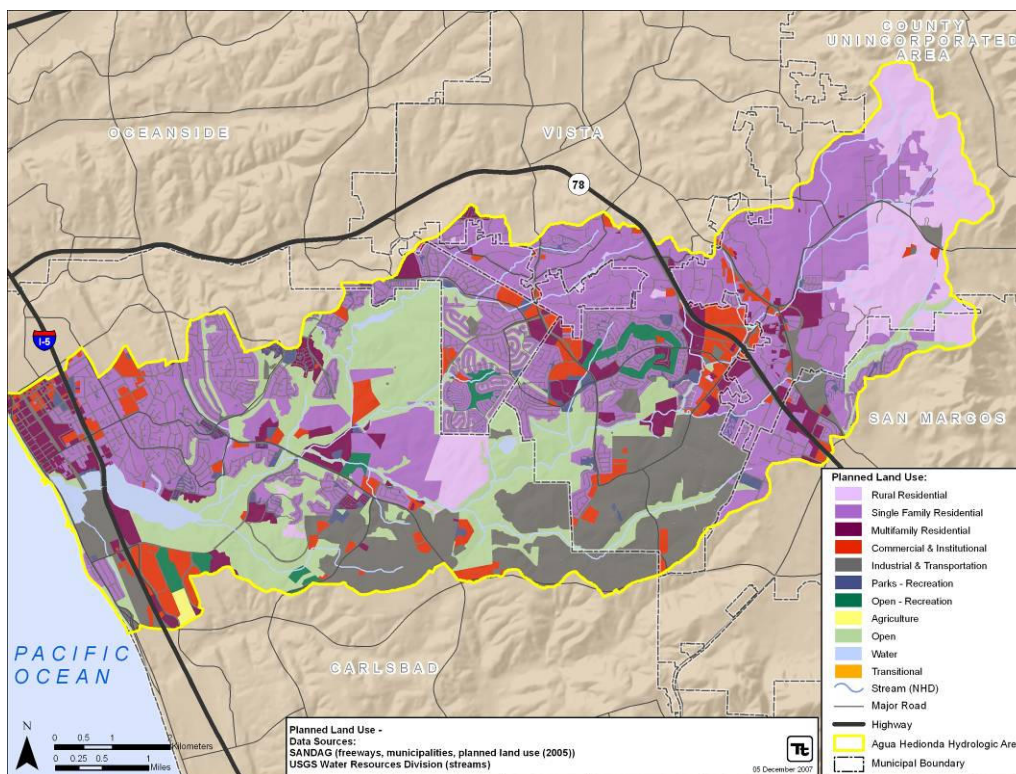 COUNTY
UNINCORPORATED
AREA
OCEANSIDE
VISTA
78
I-5
SAN MARCOS
CARLSBAD
PACIFIC
OCEAN
Planned Land Use:
Rural Residential
Single Family Residential
Multifamily Residential
Commercial & Institutional
Industrial & Transportation
Parks - Recreation
Open - Recreation
Agriculture
Open
Water
Transitional
Stream (NHD)
Major Road
Highway
Agua Hedionda Hydrologic Are
Municipal Boundary
N
0 0.5 1 2
Kilometers
0 0.25 0.5 1
Miles
Planned Land Use -
Data Sources:
SANDAG (freeways, municipalities, planned land use (2005))
USGS Water Resources Division (streams)
Tt
05 December 2007